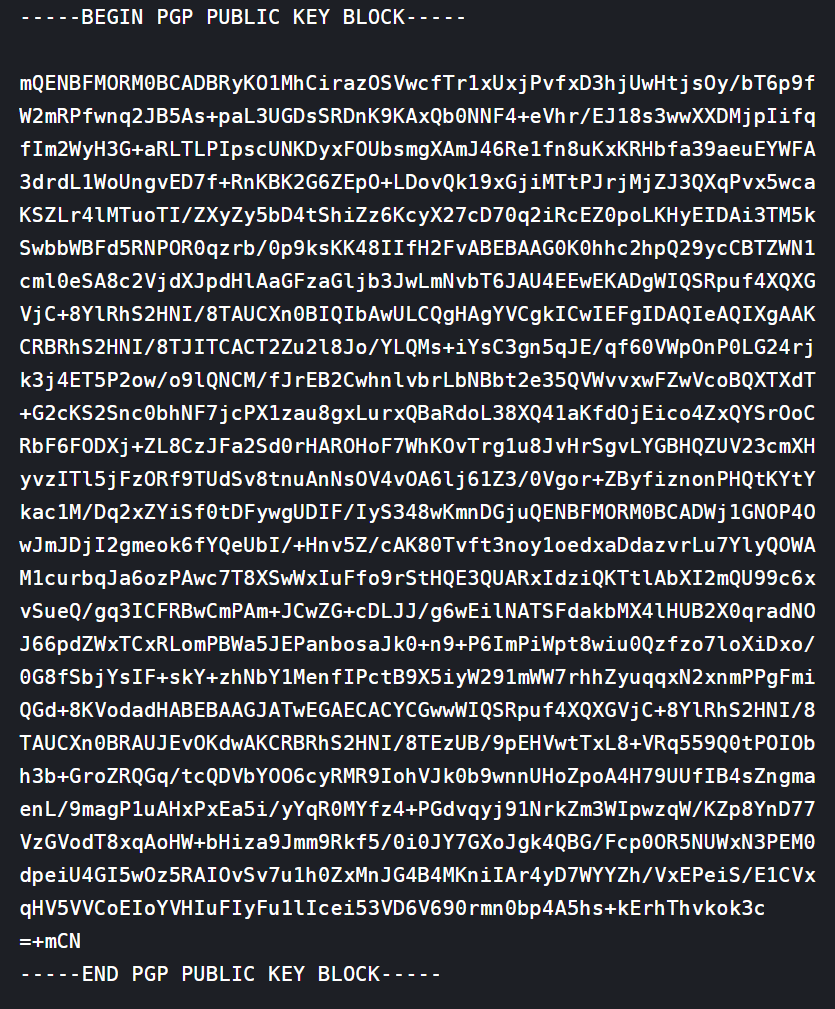 -----BEGIN PGP PUBLIC KEY BLOCK-----

mQENBFMORM0BCADBRyKO1MhCirazOSVwcfTr1xUxjPvfxD3hjUwHtjsOy/bT6p9f
W2mRPfwnq2JB5As+paL3UGDsSRDnK9KAxQb0NNF4+eVhr/EJ18s3wwXXDMjpIifq
fIm2WyH3G+aRLTLPIpscUNKDyxFOUbsmgXAmJ46Re1fn8uKxKRHbfa39aeuEYWFA
3drdL1WoUngvED7f+RnKBK2G6ZEpO+LDovQk19xGjiMTtPJrjMjZJ3QXqPvx5wca
KSZLr4lMTuoTI/ZXyZy5bD4tShiZz6KcyX27cD70q2iRcEZ0poLKHyEIDAi3TM5k
SwbbWBFd5RNPOR0qzrb/0p9ksKK48IIfH2FvABEBAAG0K0hhc2hpQ29ycCBTZWN1
cml0eSA8c2VjdXJpdHlAaGFzaGljb3JwLmNvbT6JAU4EEwEKADgWIQSRpuf4XQXG
VjC+8YlRhS2HNI/8TAUCXn0BIQIbAwULCQgHAgYVCgkICwIEFgIDAQIeAQIXgAAK
CRBRhS2HNI/8TJITCACT2Zu2l8Jo/YLQMs+iYsC3gn5qJE/qf60VWpOnP0LG24rj
k3j4ET5P2ow/o9lQNCM/fJrEB2CwhnlvbrLbNBbt2e35QVWvvxwFZwVcoBQXTXdT
+G2cKS2Snc0bhNF7jcPX1zau8gxLurxQBaRdoL38XQ41aKfdOjEico4ZxQYSrOoC
RbF6FODXj+ZL8CzJFa2Sd0rHAROHoF7WhKOvTrg1u8JvHrSgvLYGBHQZUV23cmXH
yvzITl5jFzORf9TUdSv8tnuAnNsOV4vOA6lj61Z3/0Vgor+ZByfiznonPHQtKYtY
kac1M/Dq2xZYiSf0tDFywgUDIF/IyS348wKmnDGjuQENBFMORM0BCADWj1GNOP4O
wJmJDjI2gmeok6fYQeUbI/+Hnv5Z/cAK80Tvft3noy1oedxaDdazvrLu7YlyQOWA
M1curbqJa6ozPAwc7T8XSwWxIuFfo9rStHQE3QUARxIdziQKTtlAbXI2mQU99c6x
vSueQ/gq3ICFRBwCmPAm+JCwZG+cDLJJ/g6wEilNATSFdakbMX4lHUB2X0qradNO
J66pdZWxTCxRLomPBWa5JEPanbosaJk0+n9+P6ImPiWpt8wiu0Qzfzo7loXiDxo/
0G8fSbjYsIF+skY+zhNbY1MenfIPctB9X5iyW291mWW7rhhZyuqqxN2xnmPPgFmi
QGd+8KVodadHABEBAAGJATwEGAECACYCGwwWIQSRpuf4XQXGVjC+8YlRhS2HNI/8
TAUCXn0BRAUJEvOKdwAKCRBRhS2HNI/8TEzUB/9pEHVwtTxL8+VRq559Q0tPOIOb
h3b+GroZRQGq/tcQDVbYOO6cyRMR9IohVJk0b9wnnUHoZpoA4H79UUfIB4sZngma
enL/9magP1uAHxPxEa5i/yYqR0MYfz4+PGdvqyj91NrkZm3WIpwzqW/KZp8YnD77
VzGVodT8xqAoHW+bHiza9Jmm9Rkf5/0i0JY7GXoJgk4QBG/Fcp0OR5NUWxN3PEM0
dpeiU4GI5wOz5RAIOvSv7u1h0ZxMnJG4B4MKniIAr4yD7WYYZh/VxEPeiS/E1CVx
qHV5VVCoEIoYVHIuFIyFu1lIcei53VD6V690rmn0bp4A5hs+kErhThvkok3c
=+mCN
-----END PGP PUBLIC KEY BLOCK-----